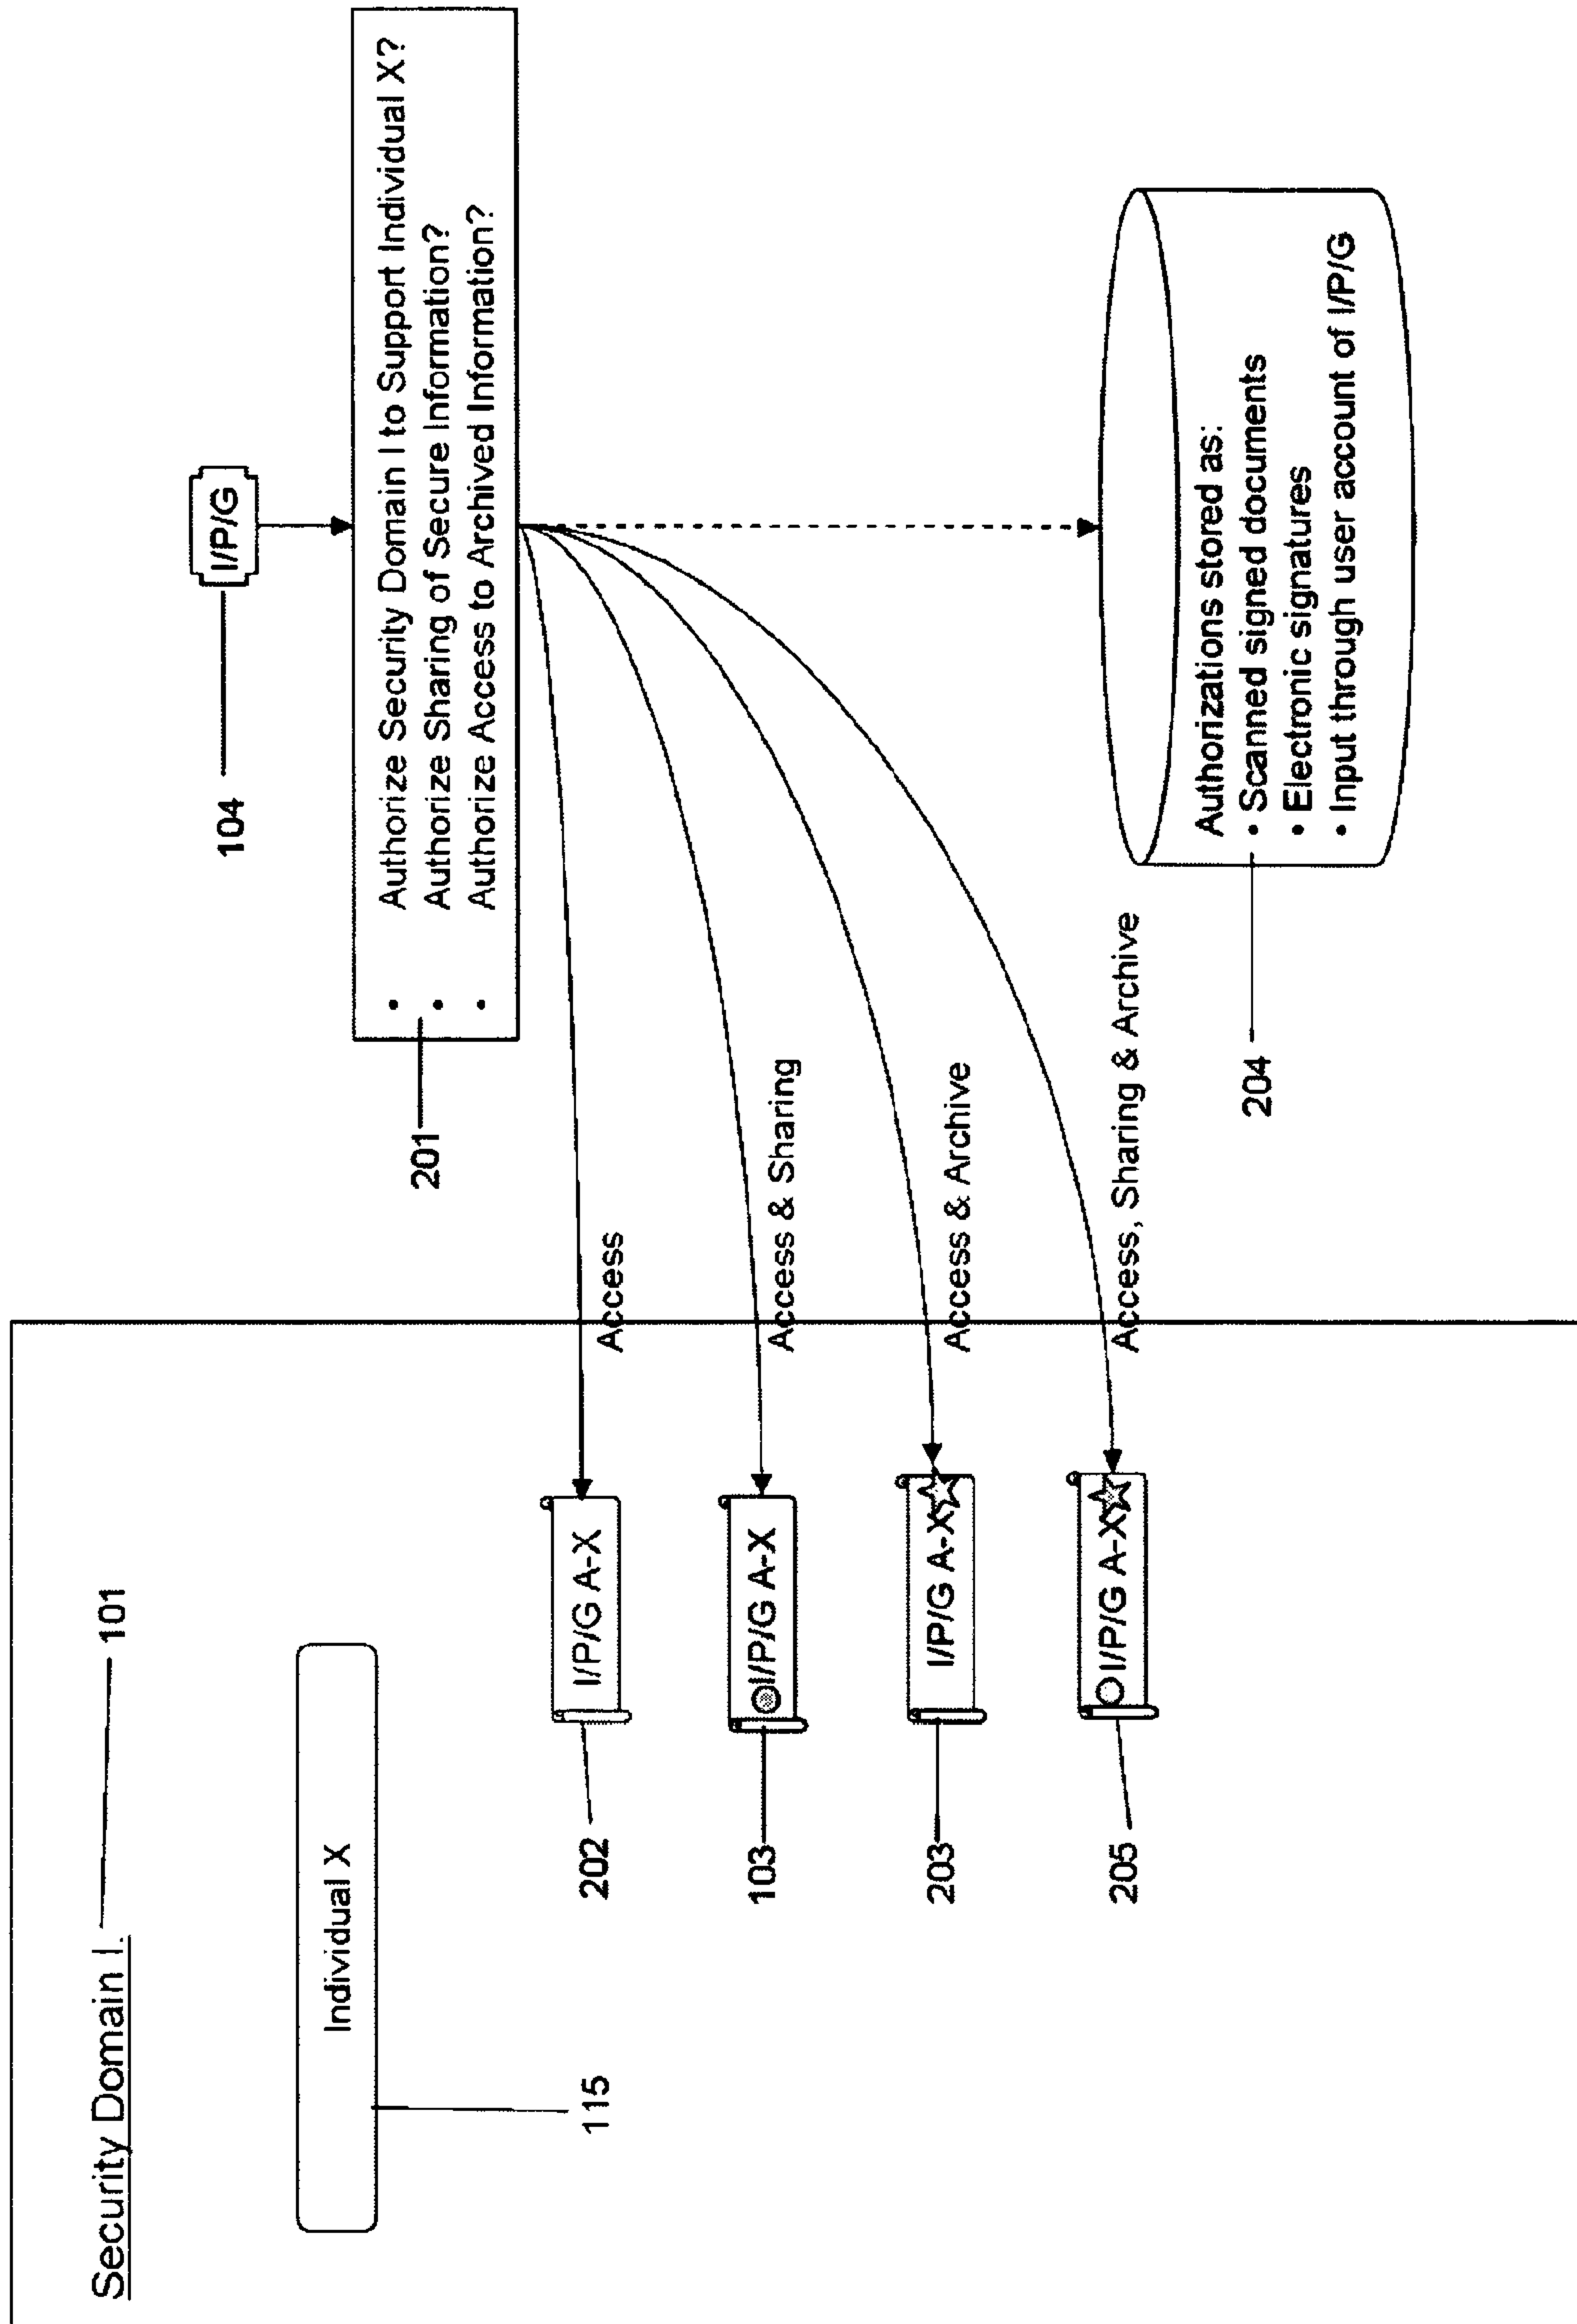 Security Domain I.
101
Individual X
115
I/P/G
104
• Authorize Security Domain I to Support Individual X?
• Authorize Sharing of Secure Information?
• Authorize Access to Archived Information?
201
Access
I/P/G A-X
202
Access & Sharing
I/P/G A-X
103
Access & Archive
I/P/G A-X
203
Access, Sharing & Archive
I/P/G A-X
205
Authorizations stored as:
• Scanned signed documents
• Electronic signatures
• Input through user account of I/P/G
204